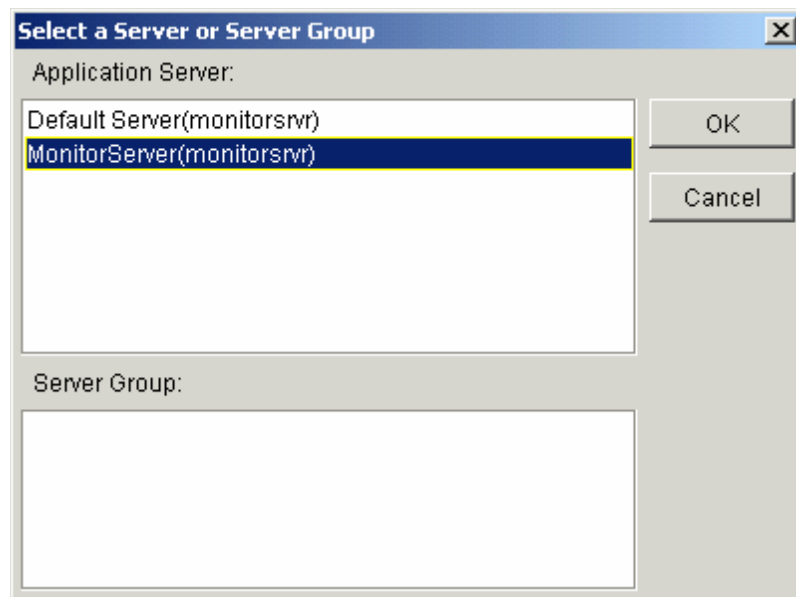 Select a Server or Server Group
Application Server:
Default Server(monitorsrvr)
MonitorServer(monitorsrvr)
OK
Cancel
Server Group: